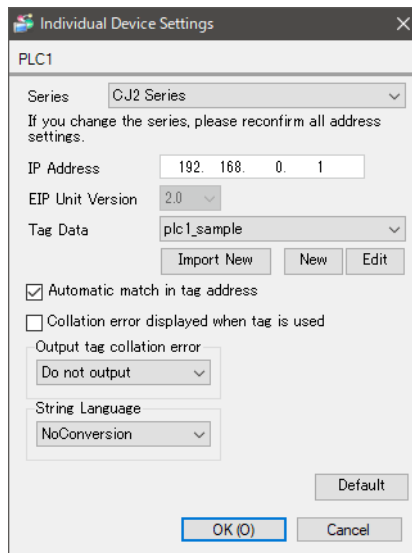 Individual Device Settings
PLC1
Series CJ2 Series
If you change the series, please reconfirm all address
settings.
IP Address 192. 168. 0. 1
EIP Unit Version 2.0
Tag Data plc1_sample
Import New New Edit
Automatic match in tag address
Collation error displayed when tag is used
Output tag collation error
Do not output
String Language
NoConversion
Default
OK (O) Cancel